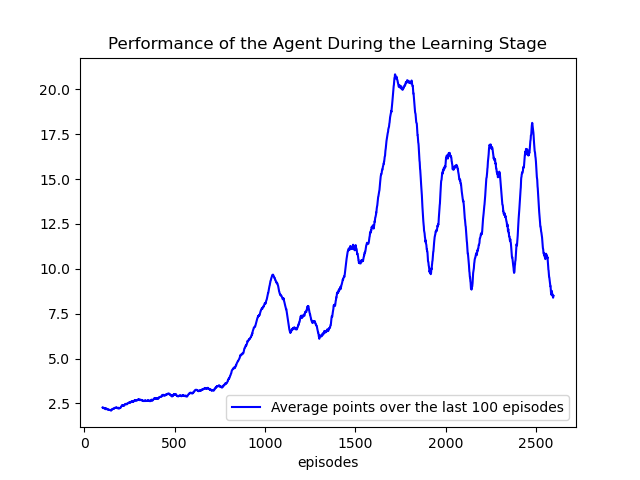 Performance of the Agent During the Learning Stage
20.0
17.5
15.0
12.5
10.0
7.5
5.0
2.5
Average points over the last 100 episodes
0 500 1000 1500 2000 2500
episodes